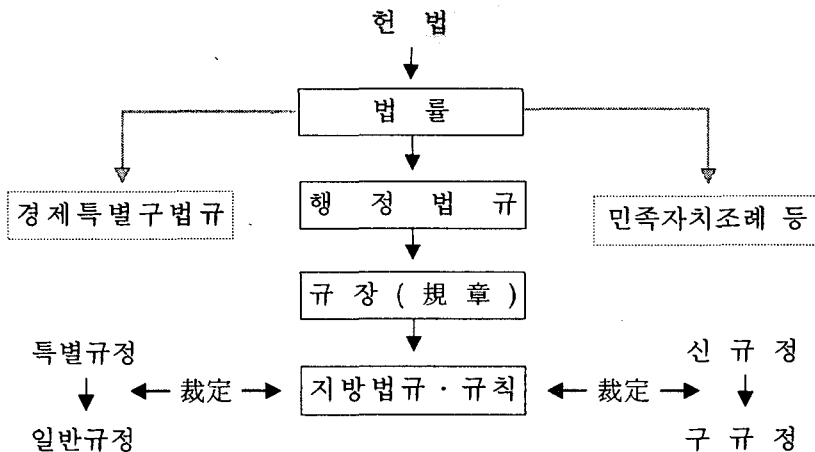 헌 법
법 률
경제특별구법규
행 정 법 규
민족자치조례 등
규 장 ( 規 章 )
특별규정
신 규 정
裁定
지방법규 · 규칙
裁定
일반규정
구 규 정